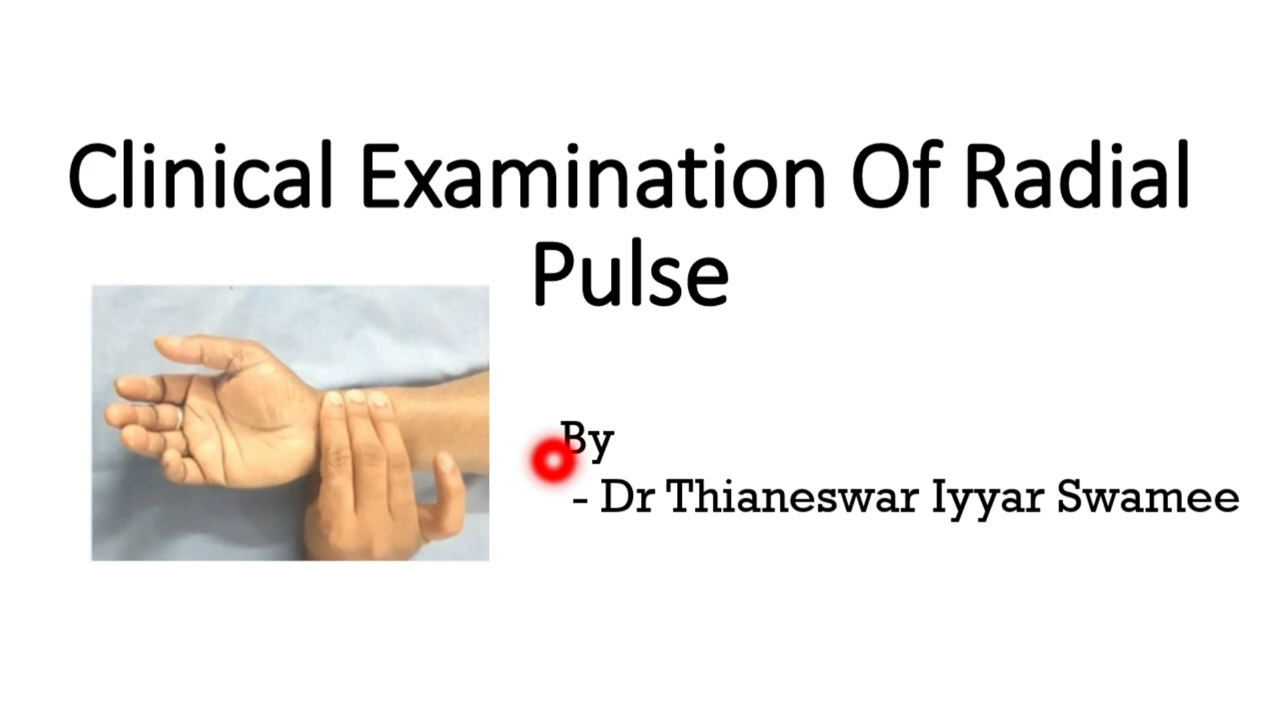 Clinical Examination Of Radial
Pulse
By
- Dr Thianeswar Iyyar Swamee